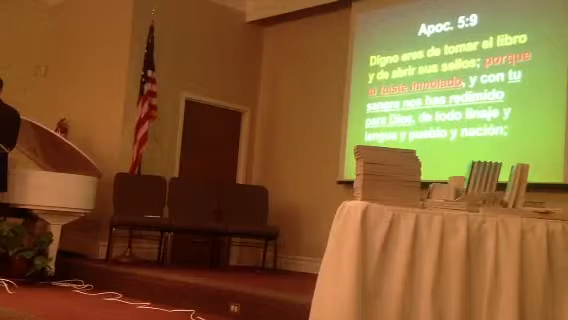 Apoc. 5:9
Digno eres de tomar el libro
y de abrir sus sellos; porque
tu fuiste inmolado, y con tu
sangre nos has redimido
para Dios, de todo linaje y
lengua y pueblo y nación;